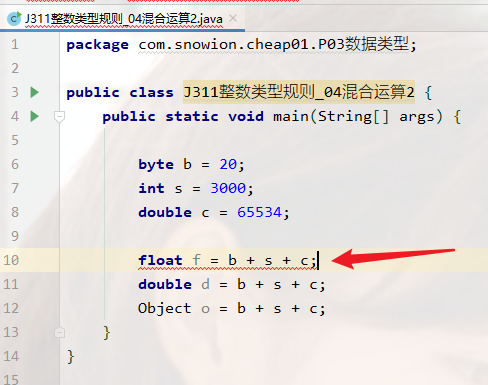 J311整数类型规则_04混合运算2.java
1 package com.snowion.cheap01.P03数据类型;
2
3 public class J311整数类型规则_04混合运算2 {
4 public static void main(String[] args) {
5
6 byte b = 20;
7 int s = 3000;
8 double c = 65534;
9
10 float f = b + s + c;
11 double d = b + s + c;
12 Object o = b + s + c;
13 }
14 }
15